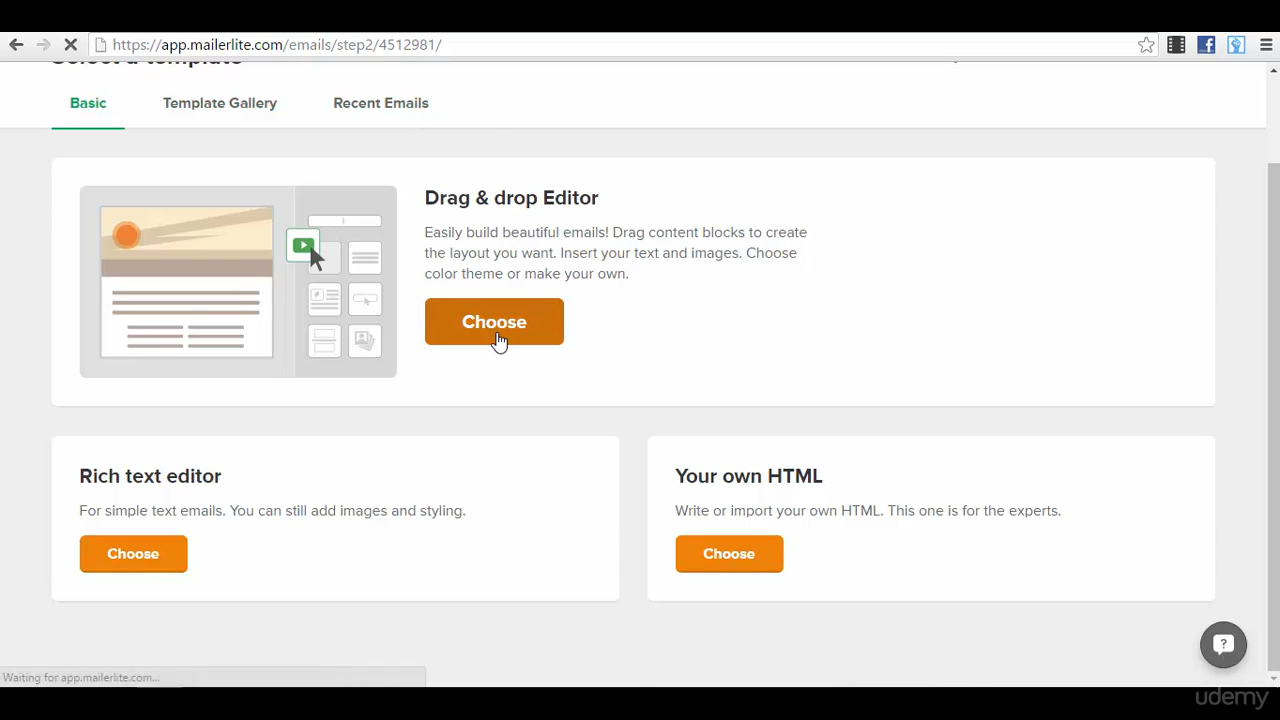 https://app.mailerlite.com/emails/step2/4512981/
Select a template
Basic
Template Gallery
Recent Emails
Drag & drop Editor
Easily build beautiful emails! Drag content blocks to create
the layout you want. Insert your text and images. Choose
color theme or make your own.
Choose
Rich text editor
For simple text emails. You can still add images and styling.
Choose
Your own HTML
Write or import your own HTML. This one is for the experts.
Choose
Waiting for app.mailerlite.com...
udemy